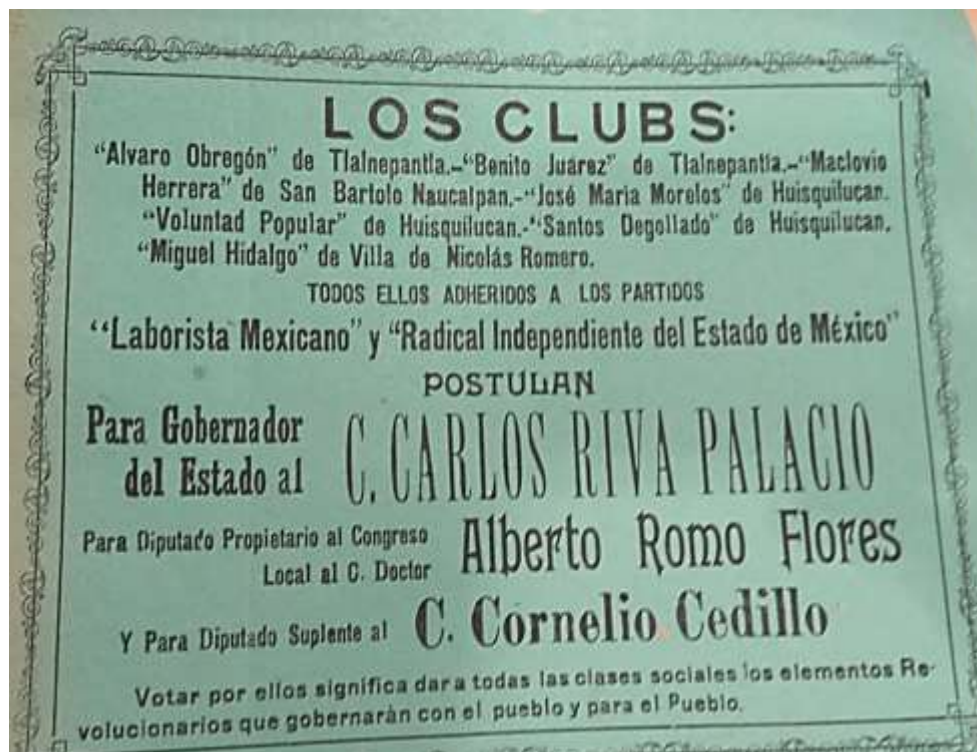 LOS CLUBS:
"Alvaro Obregón" de Tlalnepantla.-"Benito Juarez" de Tlalnepantla.-"Maclovio
Herrera" de San Bartolo Naucalpan.-"José Maria Morelos" de Huisquilucan.
"Voluntad Popular" de Huisquilucan.-"Santos Degollado" de Huisquilucan.
"Miguel Hidalgo" de Villa de Nicolás Romero.
TODOS ELLOS ADHERIDOS A LOS PARTIDOS
"Laborista Mexicano" y "Radical Independiente del Estado de México"
POSTULAN
Para Gobernador
del Estado al C. CARLOS RIVA PALACIO
Para Diputado Propietario al Congreso
Local al C. Doctor Alberto Romo Flores
Y Para Diputado Suplente al C. Cornelio Cedillo
Votar por ellos significa dar a todas las clases sociales los elementos Re-
volucionarios que gobernarán con el pueblo y para el Pueblo.